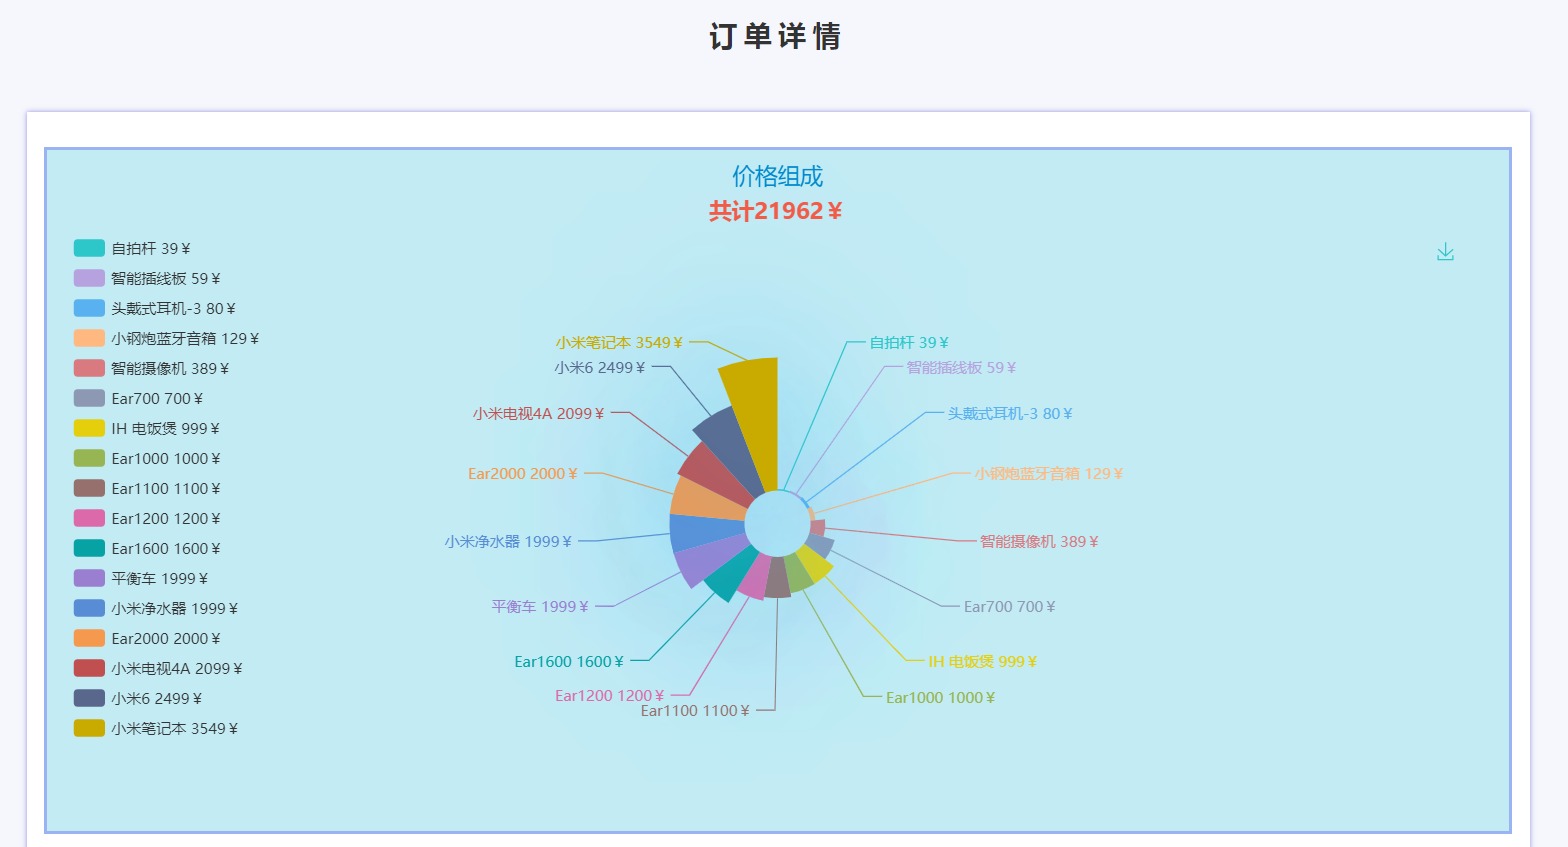 订单详情
价格组成
共计21962￥
自拍杆 39￥
智能插线板 59￥
头戴式耳机-3 80￥
小钢炮蓝牙音箱 129￥
智能摄像机 389￥
Ear700 700￥
IH 电饭煲 999￥
Ear1000 1000￥
Ear1100 1100￥
Ear1200 1200￥
Ear1600 1600￥
平衡车 1999￥
小米净水器 1999￥
Ear2000 2000￥
小米电视4A 2099￥
小米6 2499￥
小米笔记本 3549￥
小米笔记本 3549￥
自拍杆 39￥
小米6 2499￥
智能插线板 59￥
小米电视4A 2099￥
头戴式耳机-3 80￥
Ear2000 2000￥
小钢炮蓝牙音箱 129￥
小米净水器 1999￥
智能摄像机 389￥
平衡车 1999￥
Ear700 700￥
Ear1600 1600￥
IH 电饭煲 999￥
Ear1200 1200￥
Ear1000 1000￥
Ear1100 1100￥